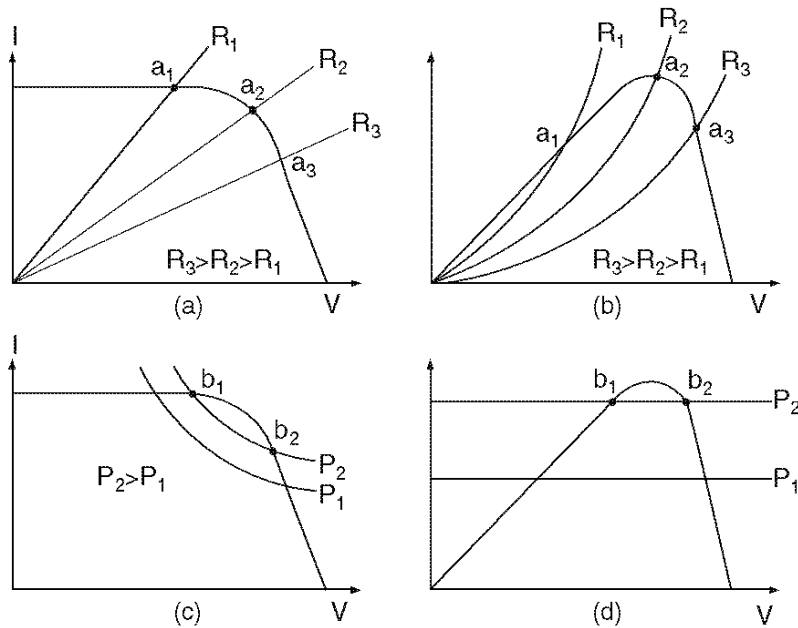 I
R₁
a₁
a₂
R₂
R₃
a₃
R₃>R₂>R₁
V
(a)
R₁
R₂
a₂
R₃
a₁
a₃
R₃>R₂>R₁
V
(b)
I
b₁
b₂
P₂
P₁
P₂>P₁
V
(c)
b₁
b₂
P₂
P₁
V
(d)